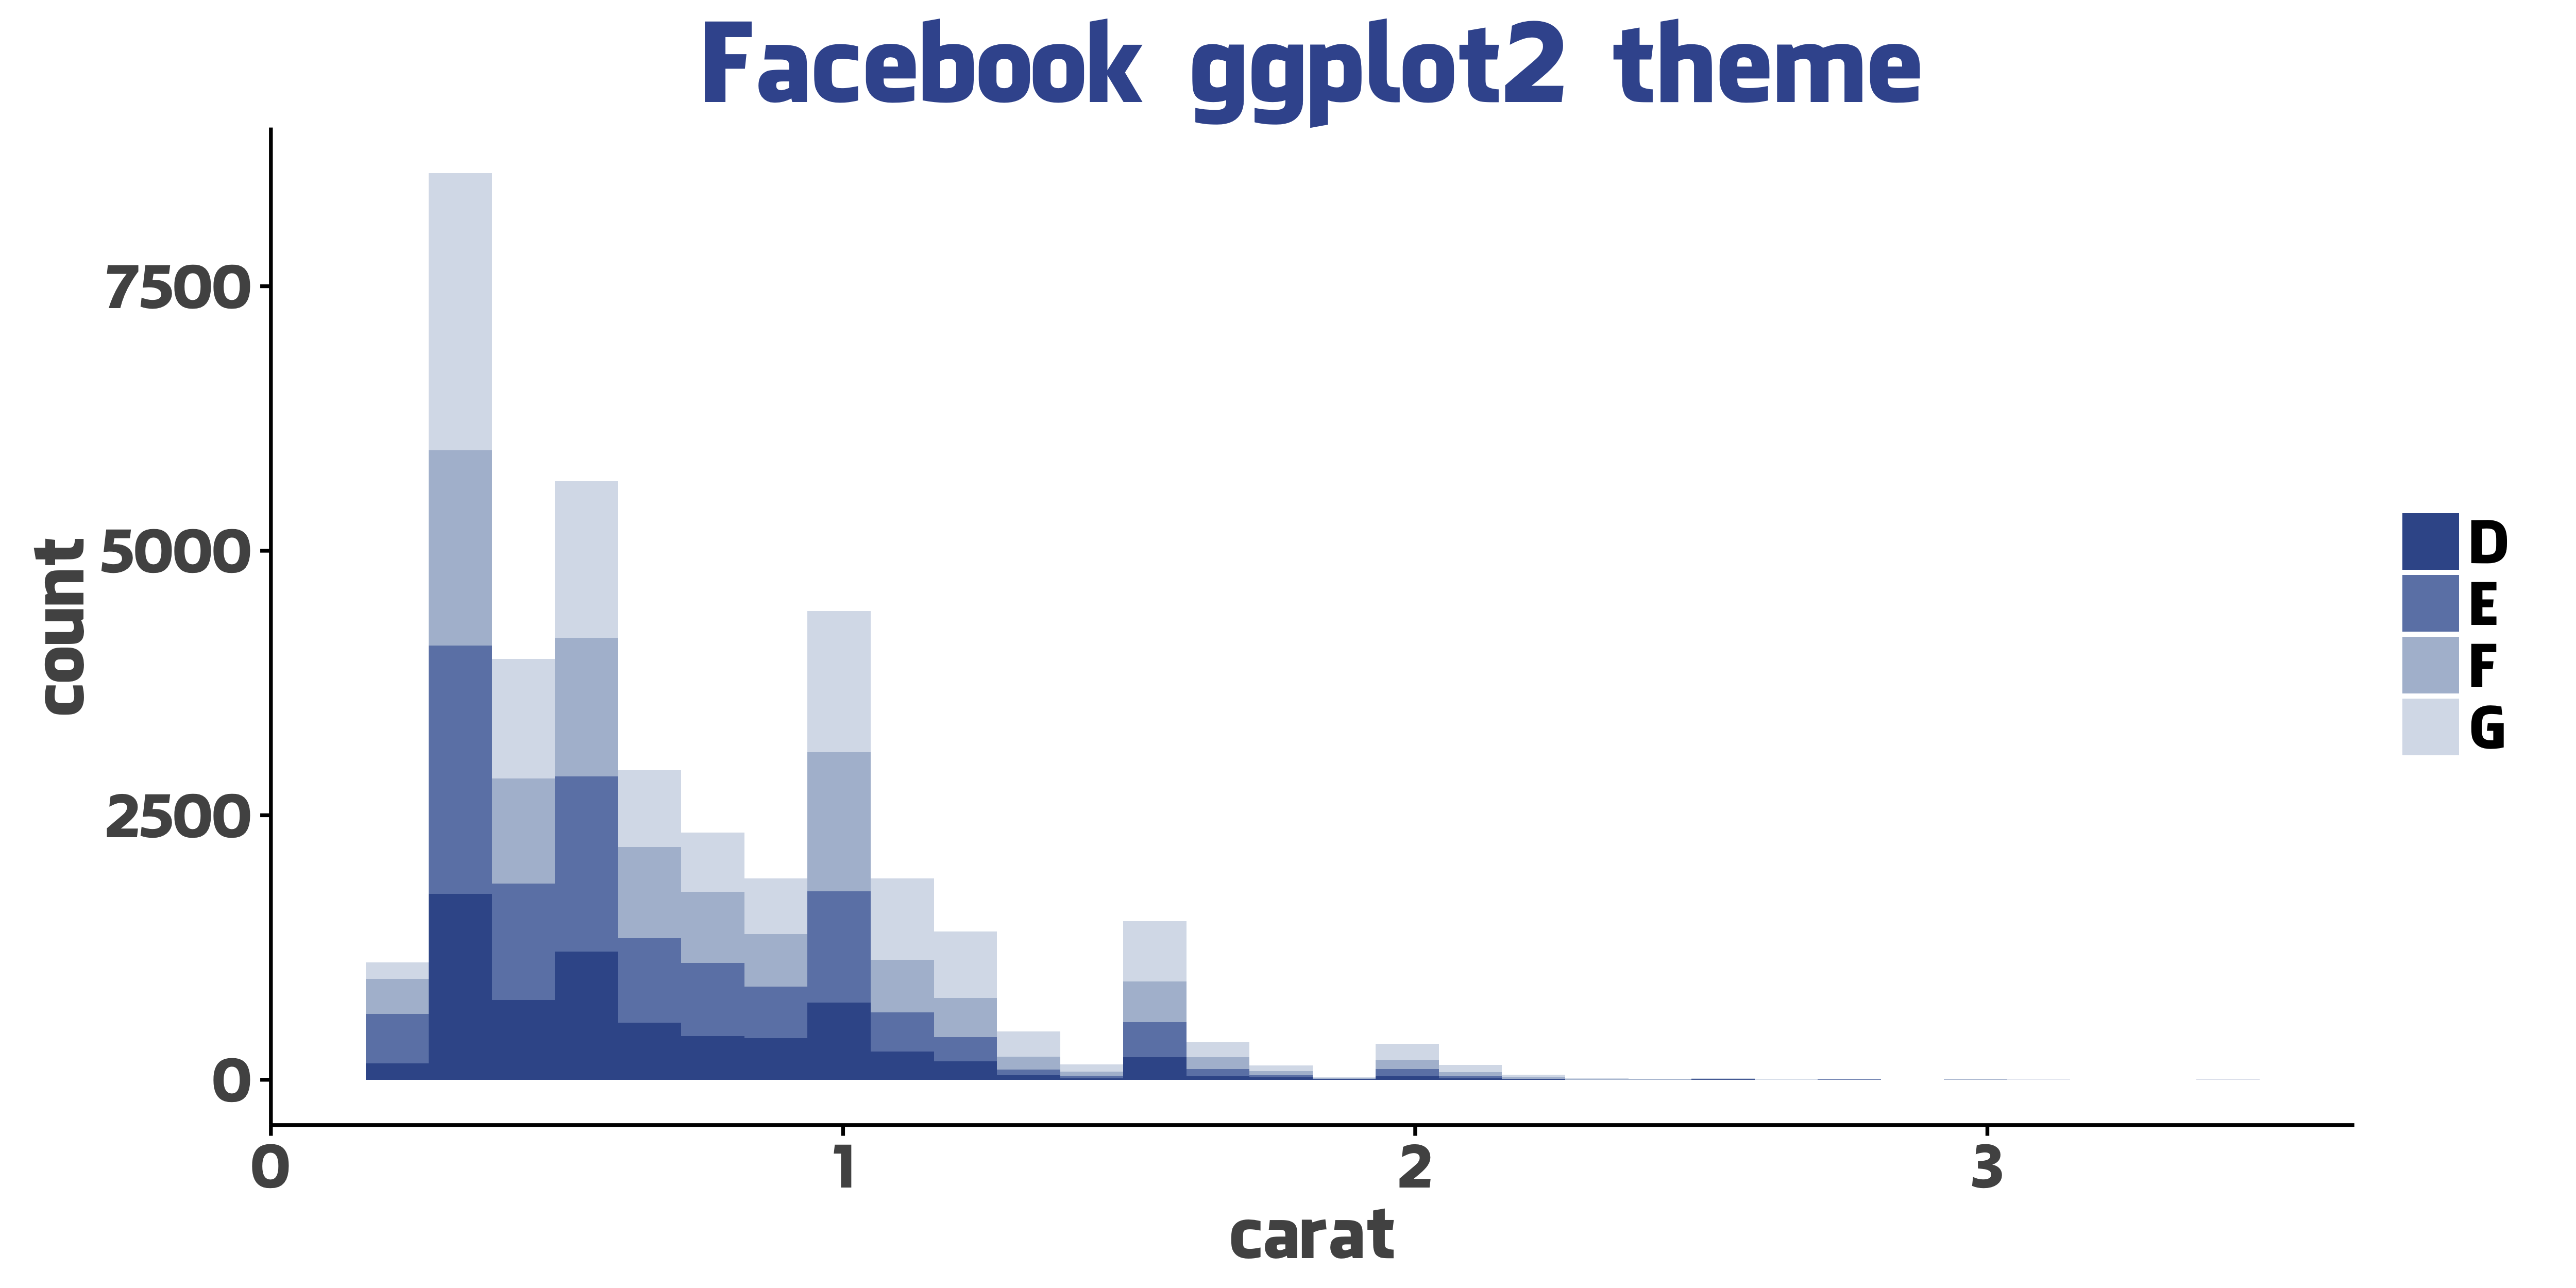 Facebook ggplot2 theme
7500
5000
2500
0
count
0 1 2 3
carat
D
E
F
G